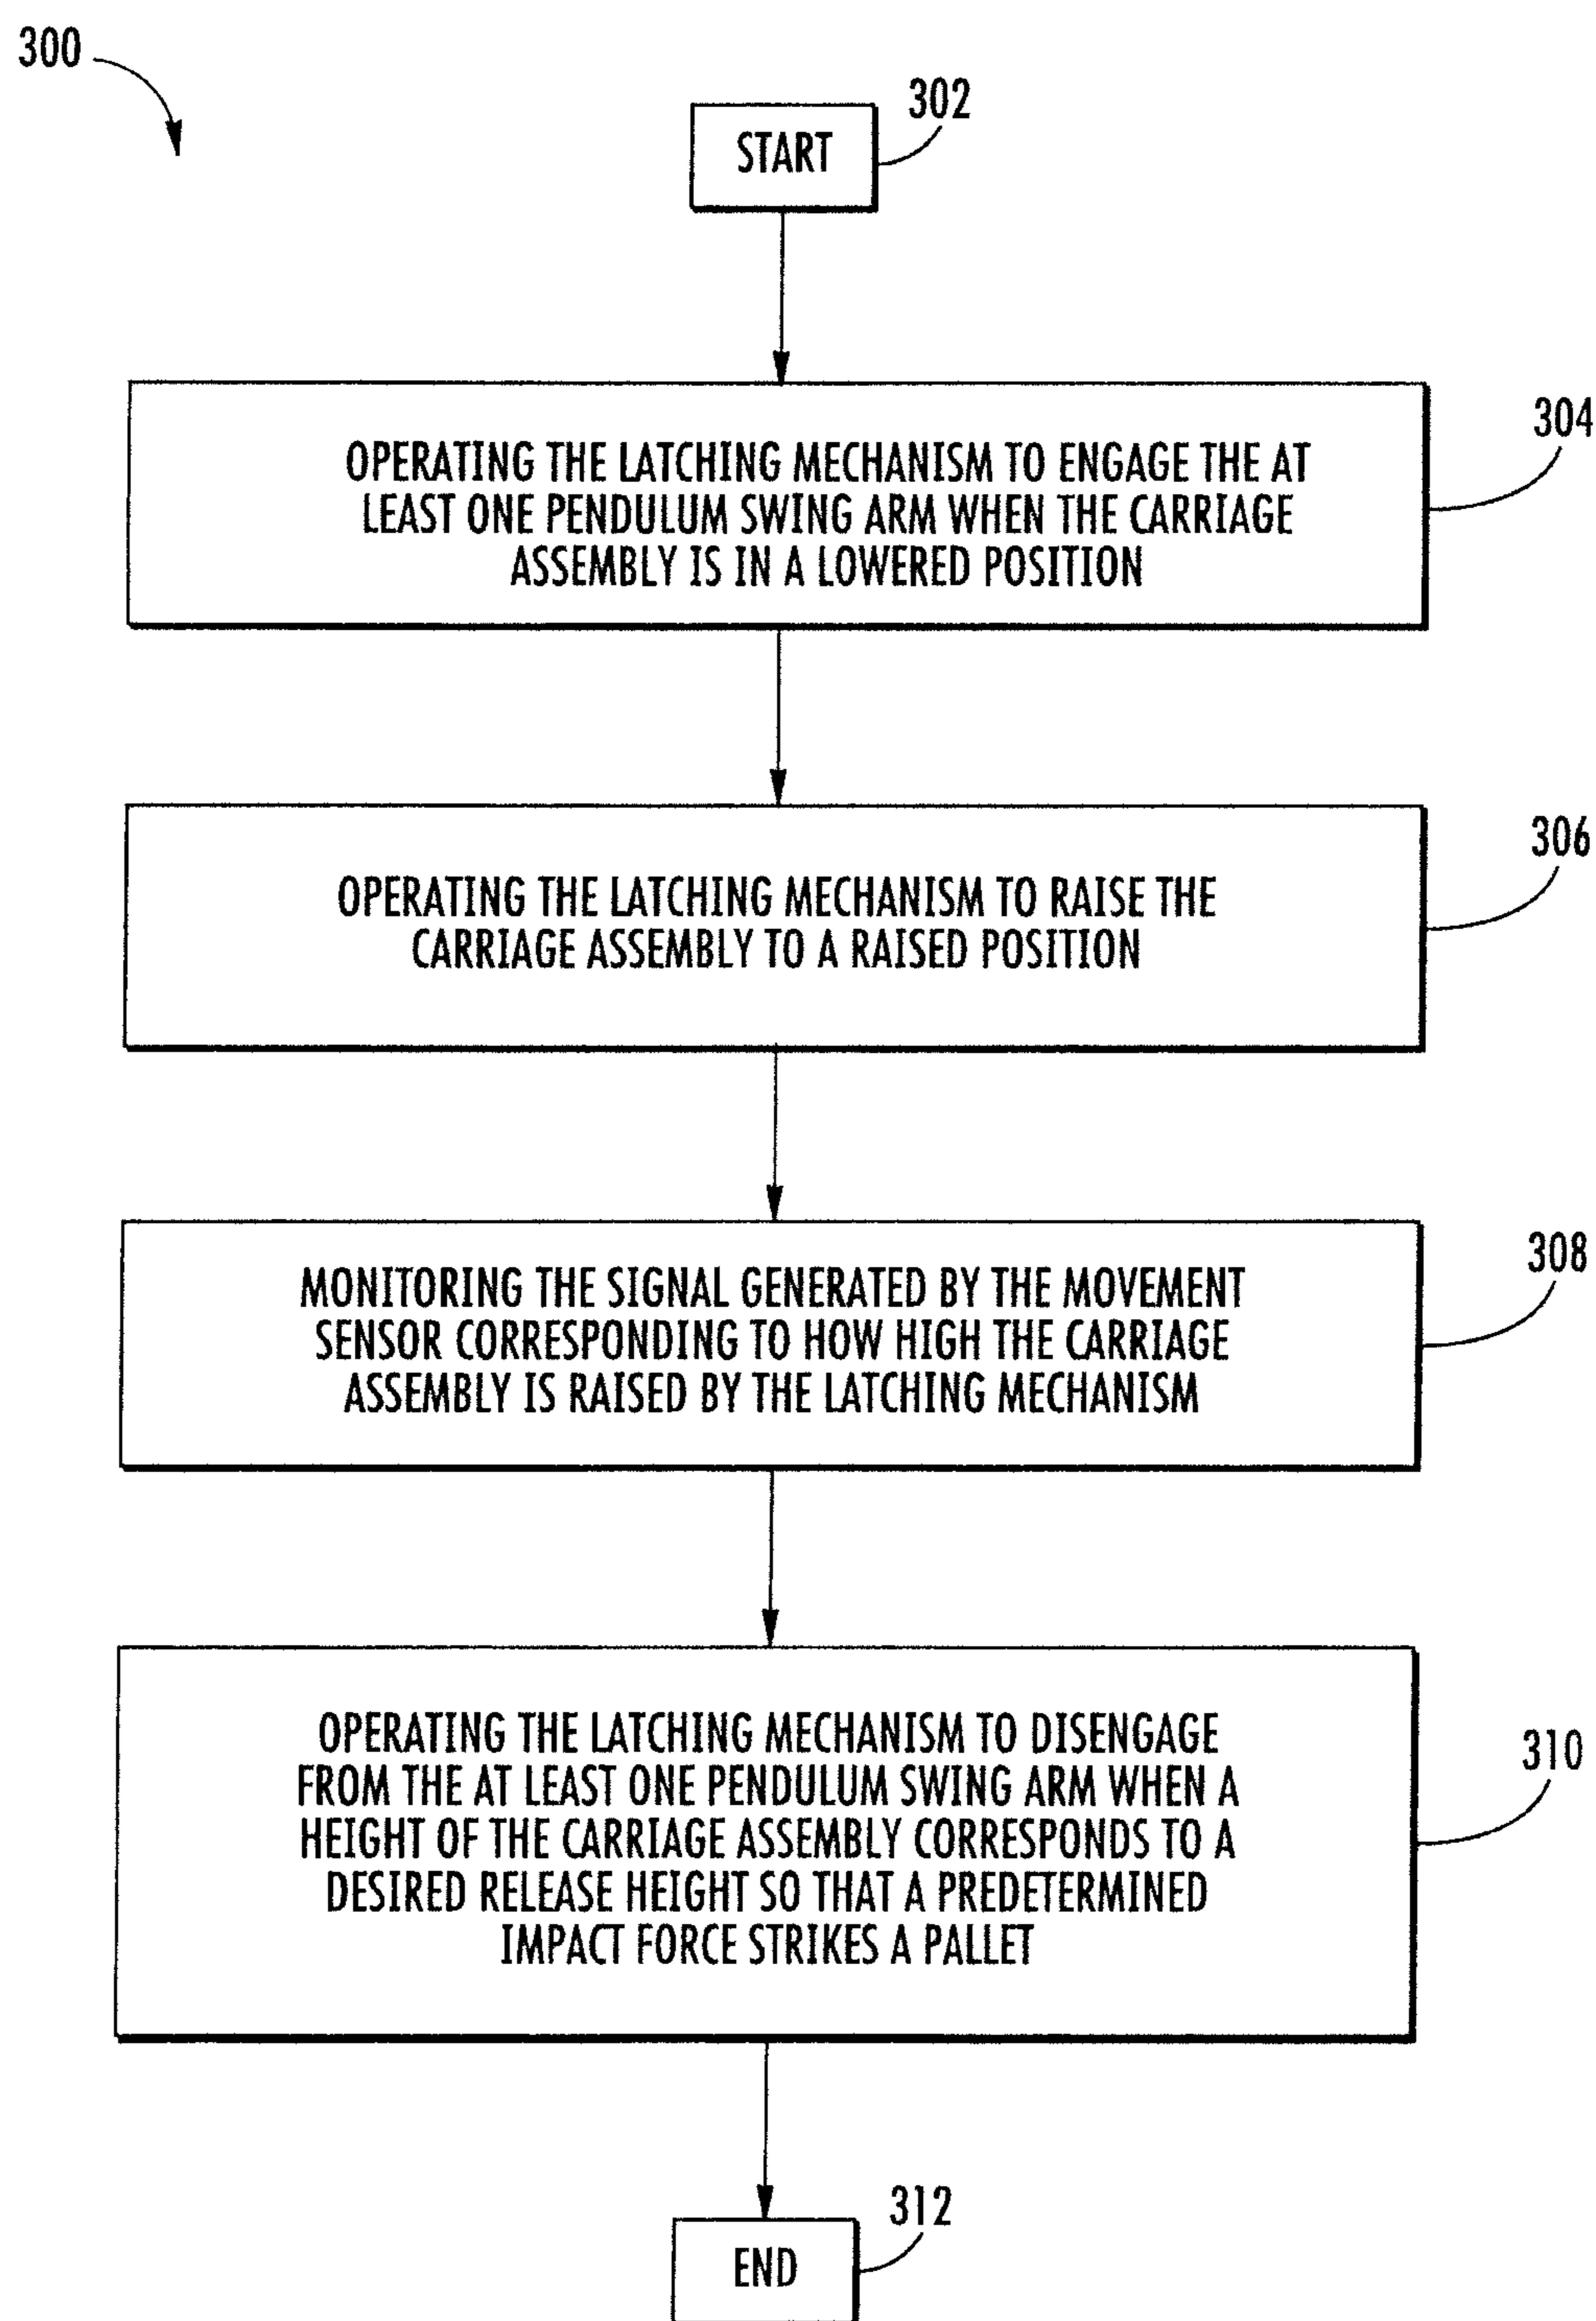 300
302
START
304
OPERATING THE LATCHING MECHANISM TO ENGAGE THE AT
LEAST ONE PENDULUM SWING ARM WHEN THE CARRIAGE
ASSEMBLY IS IN A LOWERED POSITION
306
OPERATING THE LATCHING MECHANISM TO RAISE THE
CARRIAGE ASSEMBLY TO A RAISED POSITION
308
MONITORING THE SIGNAL GENERATED BY THE MOVEMENT
SENSOR CORRESPONDING TO HOW HIGH THE CARRIAGE
ASSEMBLY IS RAISED BY THE LATCHING MECHANISM
310
OPERATING THE LATCHING MECHANISM TO DISENGAGE
FROM THE AT LEAST ONE PENDULUM SWING ARM WHEN A
HEIGHT OF THE CARRIAGE ASSEMBLY CORRESPONDS TO A
DESIRED RELEASE HEIGHT SO THAT A PREDETERMINED
IMPACT FORCE STRIKES A PALLET
312
END